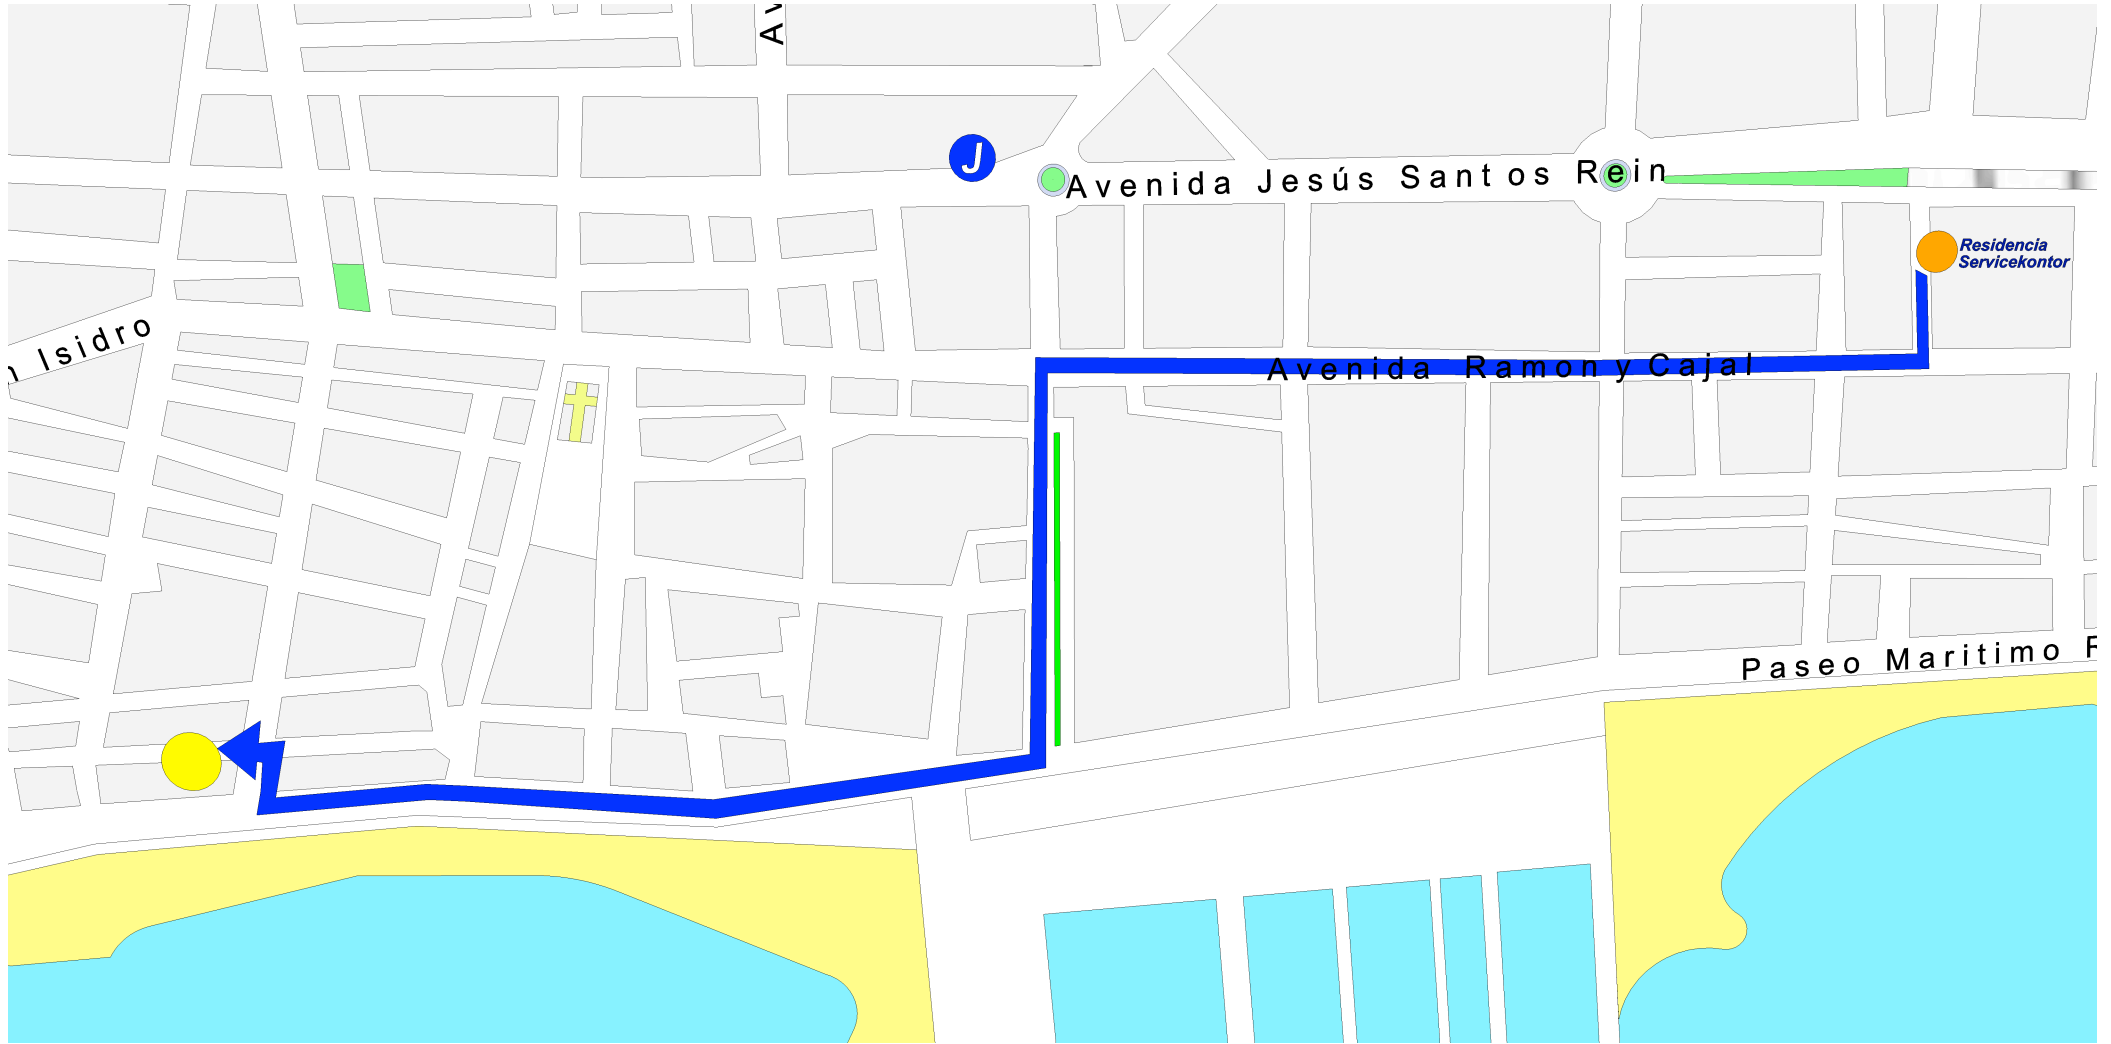 Av
J
Avenida Jesús Santos Rein
Residencia
Servicekontor
n Isidro
Avenida Ramon y Cajal
Paseo Maritimo R